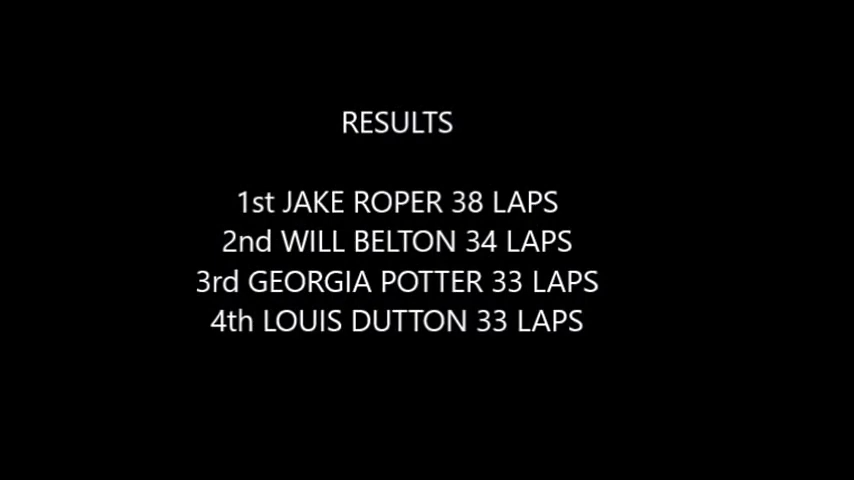 RESULTS
1st JAKE ROPER 38 LAPS
2nd WILL BELTON 34 LAPS
3rd GEORGIA POTTER 33 LAPS
4th LOUIS DUTTON 33 LAPS